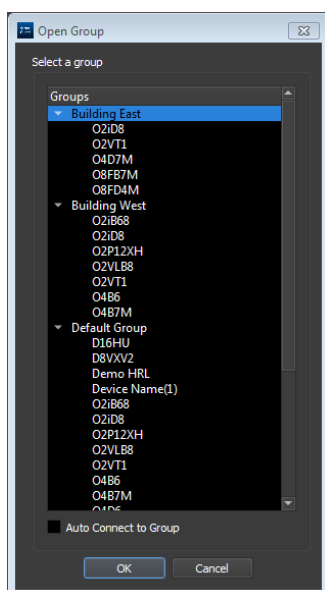 Open Group
Select a group
Groups
Building East
O2iD8
O2VT1
O4D7M
O8FB7M
O8FD4M
Building West
O2iB68
O2iD8
O2P12XH
O2VLB8
O2VT1
O4B6
O4B7M
Default Group
D16HU
D8VXV2
Demo HRL
Device Name(1)
O2iB68
O2iD8
O2P12XH
O2VLB8
O2VT1
O4B6
O4B7M
O4D6
Auto Connect to Group
OK Cancel